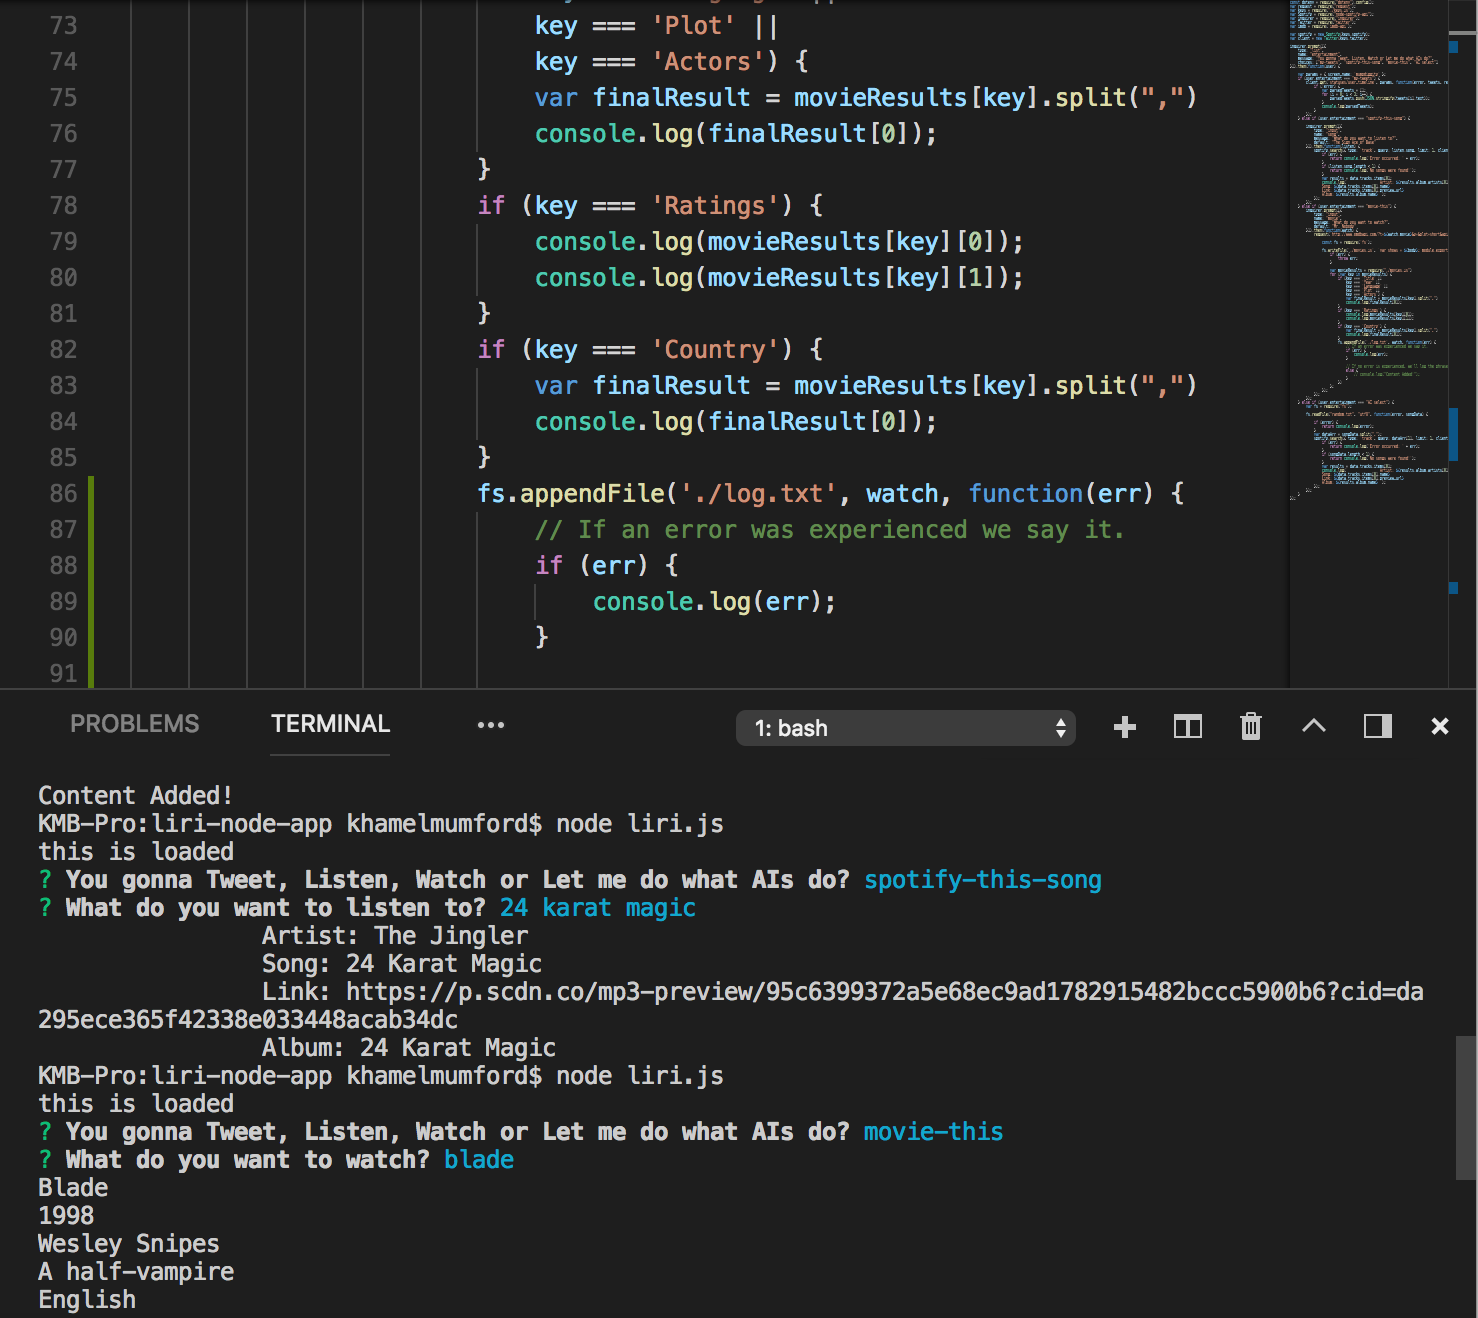 73 key === 'Plot' ||
74 key === 'Actors') {
75 var finalResult = movieResults[key].split(",")
76 console.log(finalResult[0]);
77 }
78 if (key === 'Ratings') {
79 console.log(movieResults[key][0]);
80 console.log(movieResults[key][1]);
81 }
82 if (key === 'Country') {
83 var finalResult = movieResults[key].split(",")
84 console.log(finalResult[0]);
85 }
86 fs.appendFile('./log.txt', watch, function(err) {
87 // If an error was experienced we say it.
88 if (err) {
89 console.log(err);
90 }
91
PROBLEMS TERMINAL ••• 1: bash
Content Added!
KMB-Pro:liri-node-app khamelmumford$ node liri.js
this is loaded
? You gonna Tweet, Listen, Watch or Let me do what AIs do? spotify-this-song
? What do you want to listen to? 24 karat magic
Artist: The Jingler
Song: 24 Karat Magic
Link: https://p.scdn.co/mp3-preview/95c6399372a5e68ec9ad1782915482bccc5900b6?cid=da
295ece365f42338e033448acab34dc
Album: 24 Karat Magic
KMB-Pro:liri-node-app khamelmumford$ node liri.js
this is loaded
? You gonna Tweet, Listen, Watch or Let me do what AIs do? movie-this
? What do you want to watch? blade
Blade
1998
Wesley Snipes
A half-vampire
English